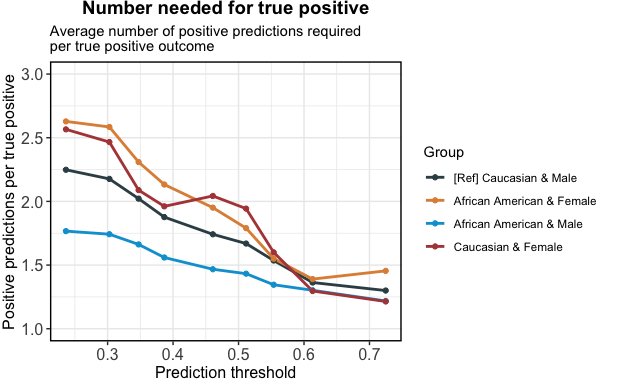 Number needed for true positive
Average number of positive predictions required
per true positive outcome
Positive predictions per true positive
3.0
2.5
2.0
1.5
1.0
0.3 0.4 0.5 0.6 0.7
Prediction threshold
Group
[Ref] Caucasian & Male
African American & Female
African American & Male
Caucasian & Female